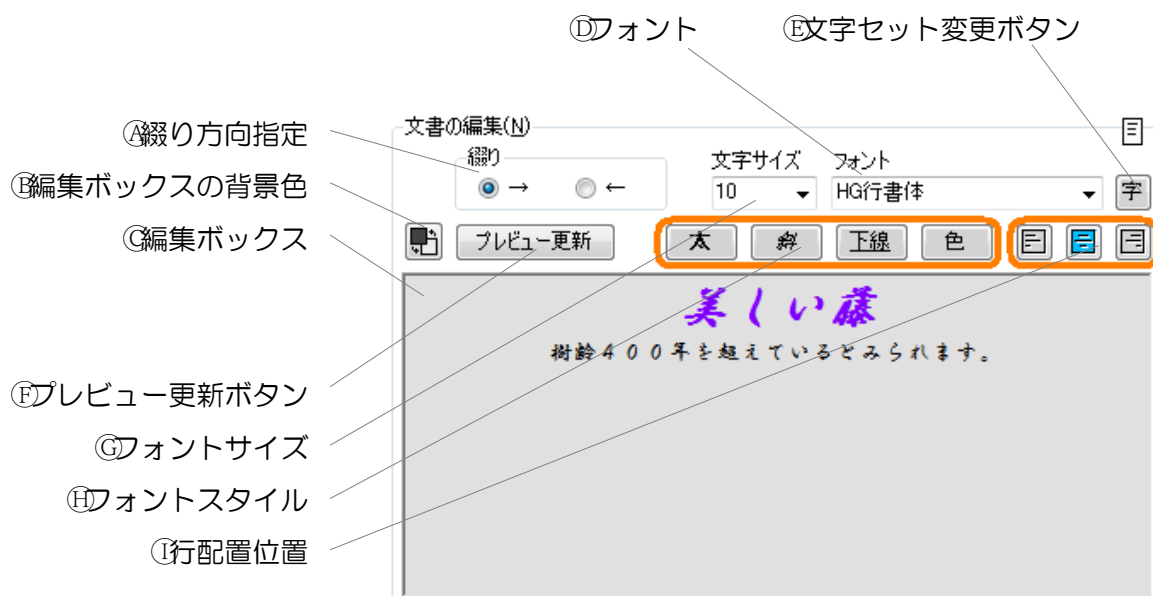 Ⓓフォント
Ⓔ文字セット変更ボタン
Ⓐ綴り方向指定
Ⓑ編集ボックスの背景色
Ⓒ編集ボックス
文書の編集(N)
綴り
→
←
文字サイズ
フォント
10
HG行書体
字
プレビュー更新
太
斜
下線
色
美しい藤
樹齢400年を超えているとみられます。
Ⓕプレビュー更新ボタン
Ⓖフォントサイズ
Ⓗフォントスタイル
Ⓘ行配置位置